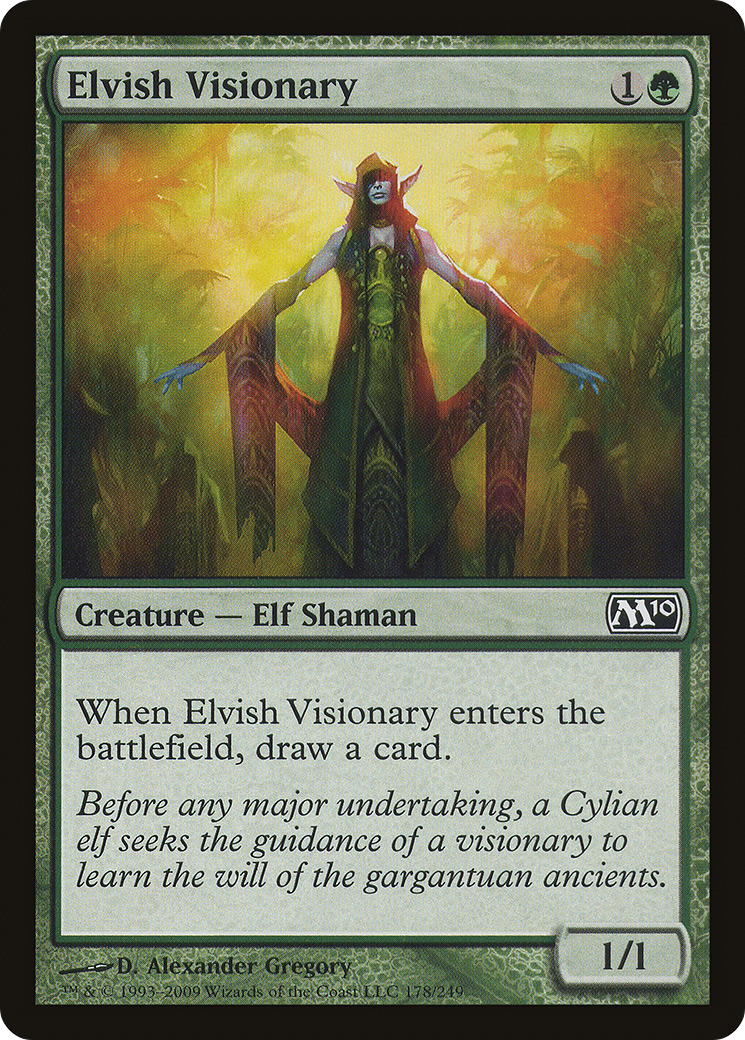 Elvish Visionary 1
Creature — Elf Shaman M10
When Elvish Visionary enters the
battlefield, draw a card.
Before any major undertaking, a Cylian
elf seeks the guidance of a visionary to
learn the will of the gargantuan ancients.
1/1
D. Alexander Gregory
™ & © 1993–2009 Wizards of the Coast LLC 178/249